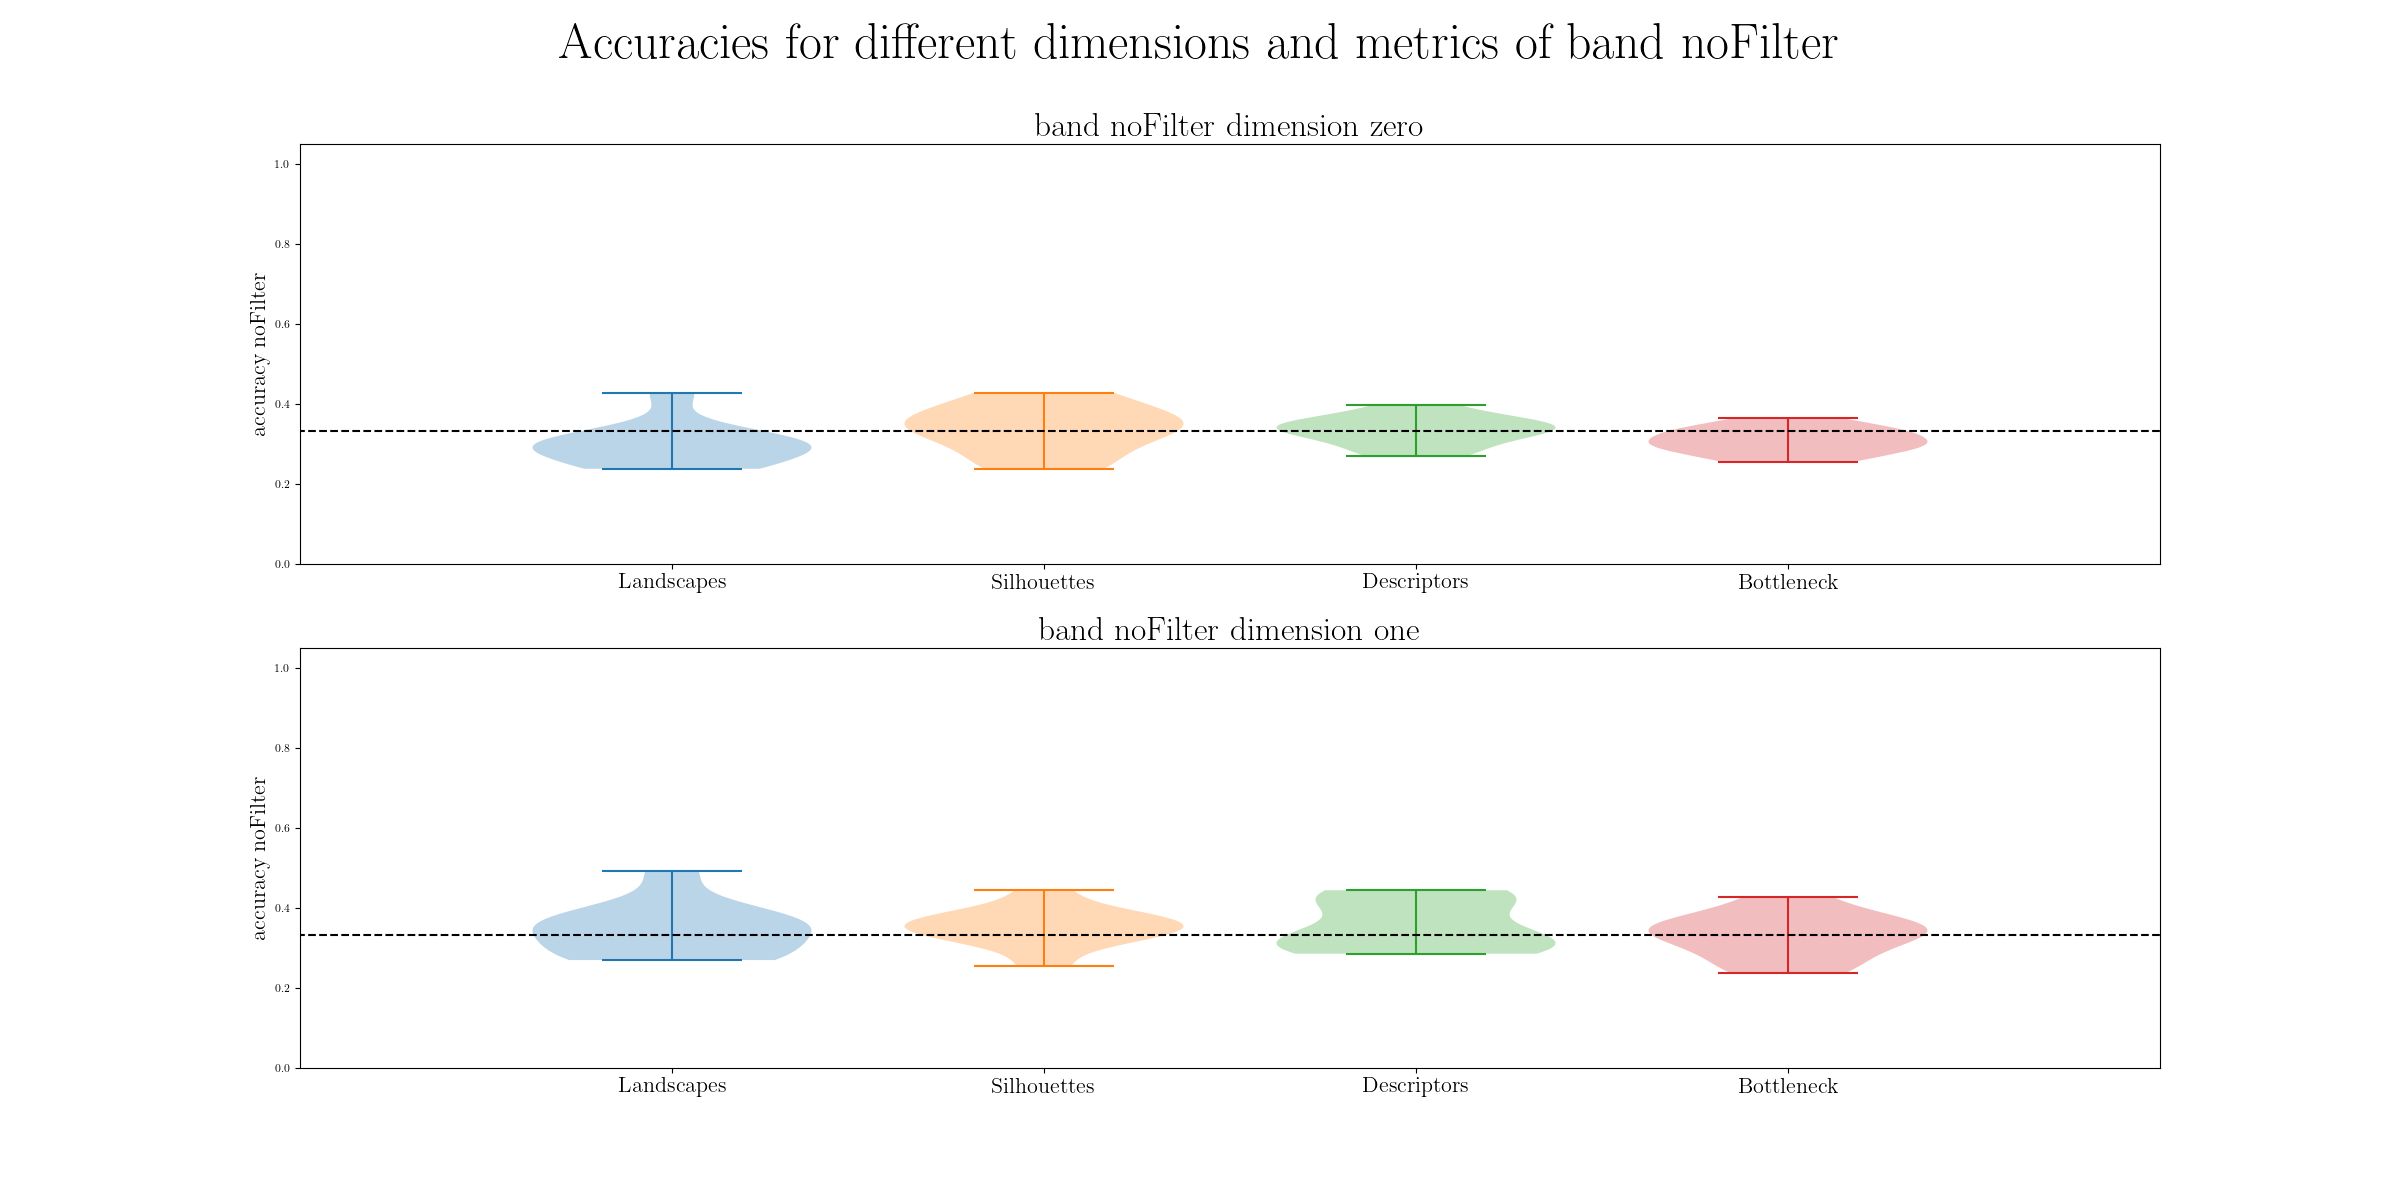 Accuracies for different dimensions and metrics of band noFilter
band noFilter dimension zero
accuracy noFilter
1.0
0.8
0.6
0.4
0.2
0.0
Landscapes Silhouettes Descriptors Bottleneck
band noFilter dimension one
accuracy noFilter
1.0
0.8
0.6
0.4
0.2
0.0
Landscapes Silhouettes Descriptors Bottleneck